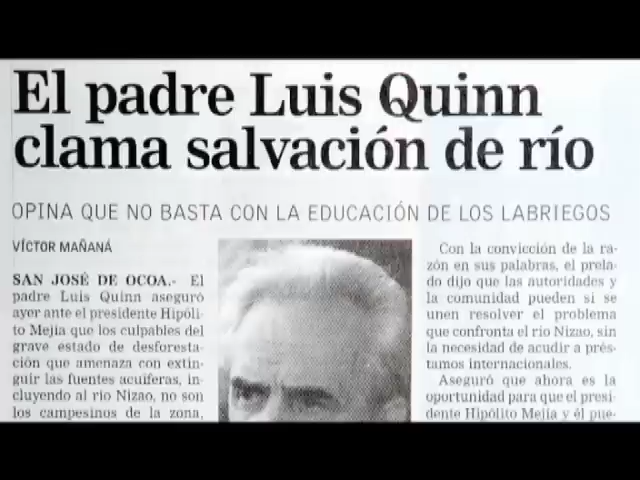 El padre Luis Quinn
clama salvación de río
OPINA QUE NO BASTA CON LA EDUCACIÓN DE LOS LABRIEGOS
VÍCTOR MAÑANÁ
SAN JOSÉ DE OCOA.- El
padre Luis Quinn aseguró
ayer ante el presidente Hipóli-
to Mejía que los culpables del
grave estado de desforesta-
ción que amenaza con extin-
guir las fuentes acuíferas, in-
cluyendo al río Nizao, no son
los campesinos de la zona,
Con la convicción de la ra-
zón en sus palabras, el prela-
do dijo que las autoridades y
la comunidad pueden si se
unen resolver el problema
que confronta el río Nizao, sin
la necesidad de acudir a prés-
tamos internacionales.
Aseguró que ahora es la
oportunidad para que el presi-
dente Hipólito Mejía y él pue-